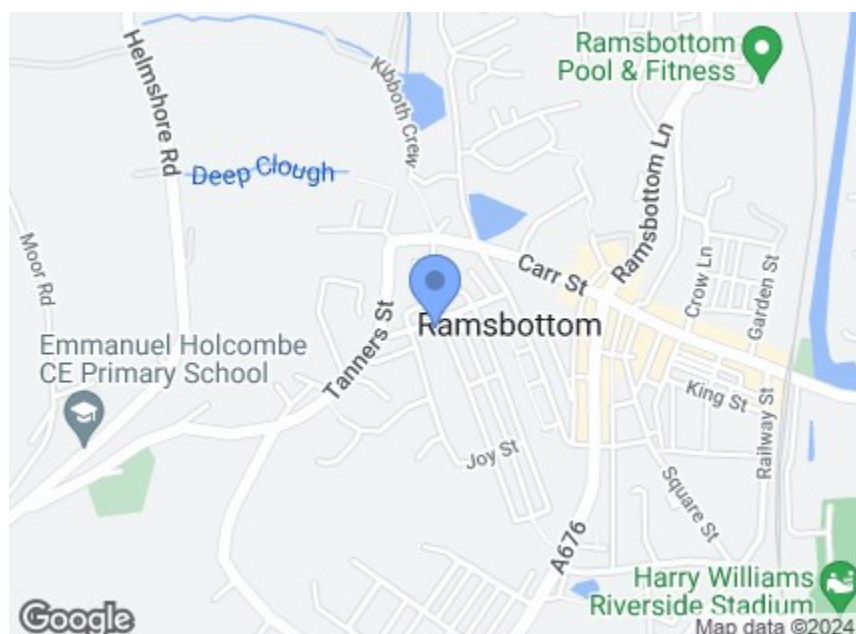 Ramsbottom
Pool & Fitness
Helmshore Rd
Kibboth Crew
Deep Clough
Ramsbottom Ln
Moor Rd
Carr St
Crow Ln
Garden St
Tanners St
Ramsbottom
Emmanuel Holcombe
CE Primary School
King St
Railway St
Joy St
Square St
A676
Harry Williams
Riverside Stadium
Google
Map data ©2024